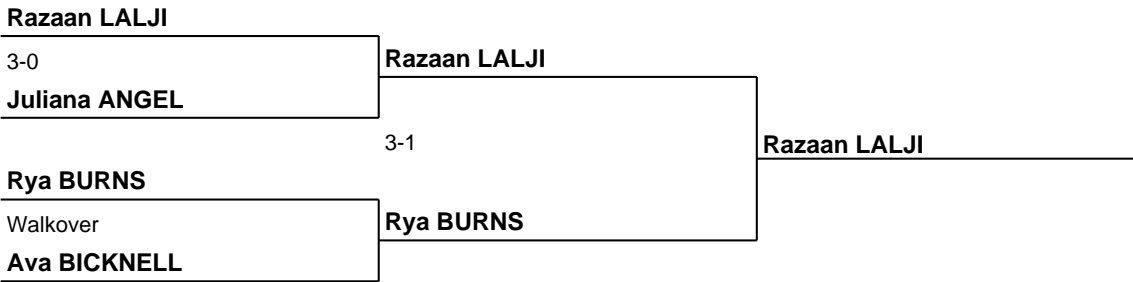 Razaan LALJI
3-0
Razaan LALJI
Juliana ANGEL
3-1
Razaan LALJI
Rya BURNS
Walkover
Rya BURNS
Ava BICKNELL